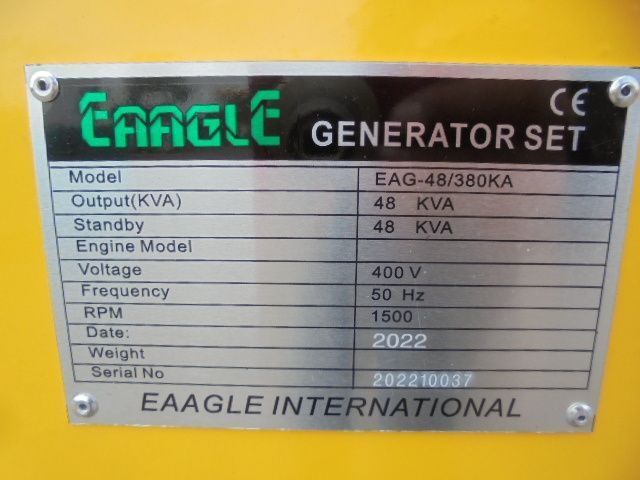 EAAGLE GENERATOR SET CE
Model EAG-48/380KA
Output(KVA) 48 KVA
Standby 48 KVA
Engine Model
Voltage 400 V
Frequency 50 Hz
RPM 1500
Date: 2022
Weight
Serial No 202210037
EAAGLE INTERNATIONAL